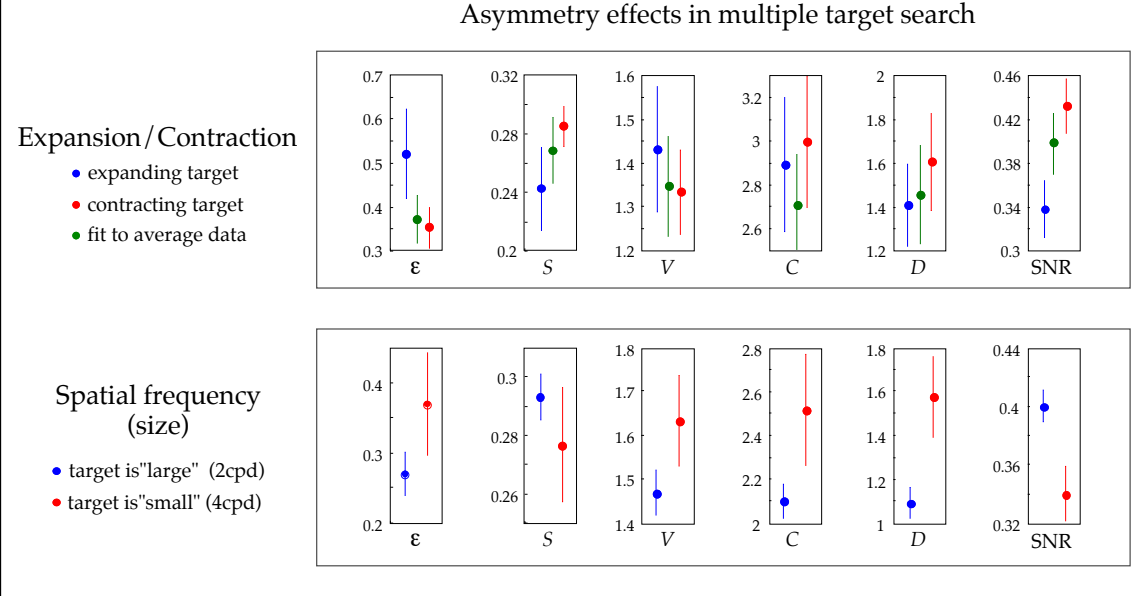 Asymmetry effects in multiple target search
Expansion/Contraction
expanding target
contracting target
fit to average data
0.7
0.6
0.5
0.4
0.3
ε
0.32
0.28
0.24
0.2
S
1.6
1.5
1.4
1.3
1.2
V
3.2
3
2.8
2.6
C
2
1.8
1.6
1.4
1.2
D
0.46
0.42
0.38
0.34
0.3
SNR
Spatial frequency
(size)
target is"large" (2cpd)
target is"small" (4cpd)
0.4
0.3
0.2
ε
0.3
0.28
0.26
S
1.8
1.7
1.6
1.5
1.4
V
2.8
2.6
2.4
2.2
2
C
1.8
1.6
1.4
1.2
1
D
0.44
0.4
0.36
0.32
SNR